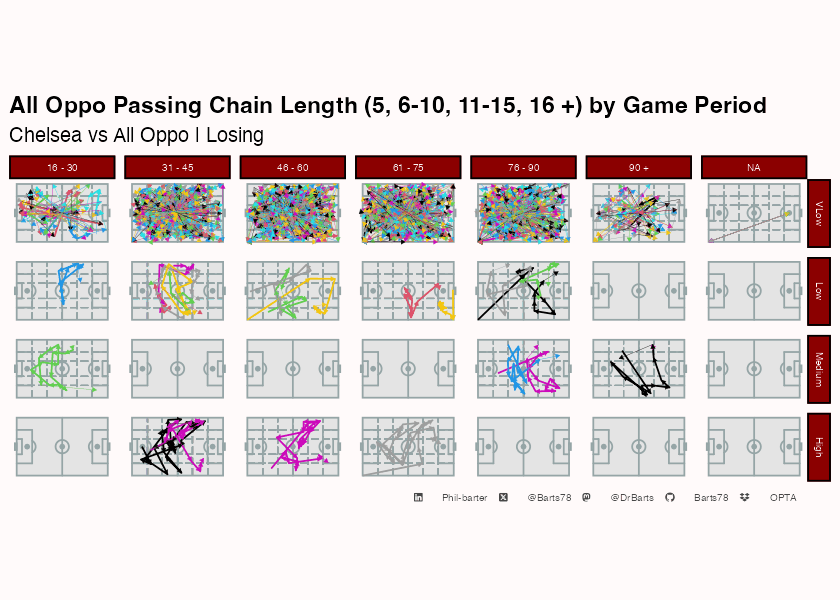 All Oppo Passing Chain Length (5, 6-10, 11-15, 16 +) by Game Period
Chelsea vs All Oppo I Losing
16 - 30 31 - 45 46 - 60 61 - 75 76 - 90 90 + NA
VLow
Low
Medium
High
Phil-barter @Barts78 @DrBarts Barts78 OPTA